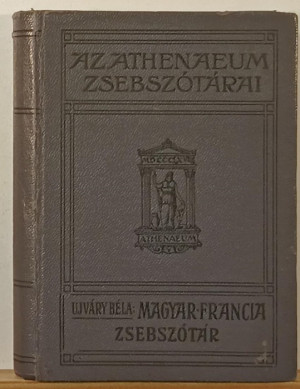 AZ ATHENAEUM
ZSEBSZÓTÁRAI
ATHENAEUM
UJVÁRY BÉLA: MAGYAR-FRANCIA
ZSEBSZÓTÁR